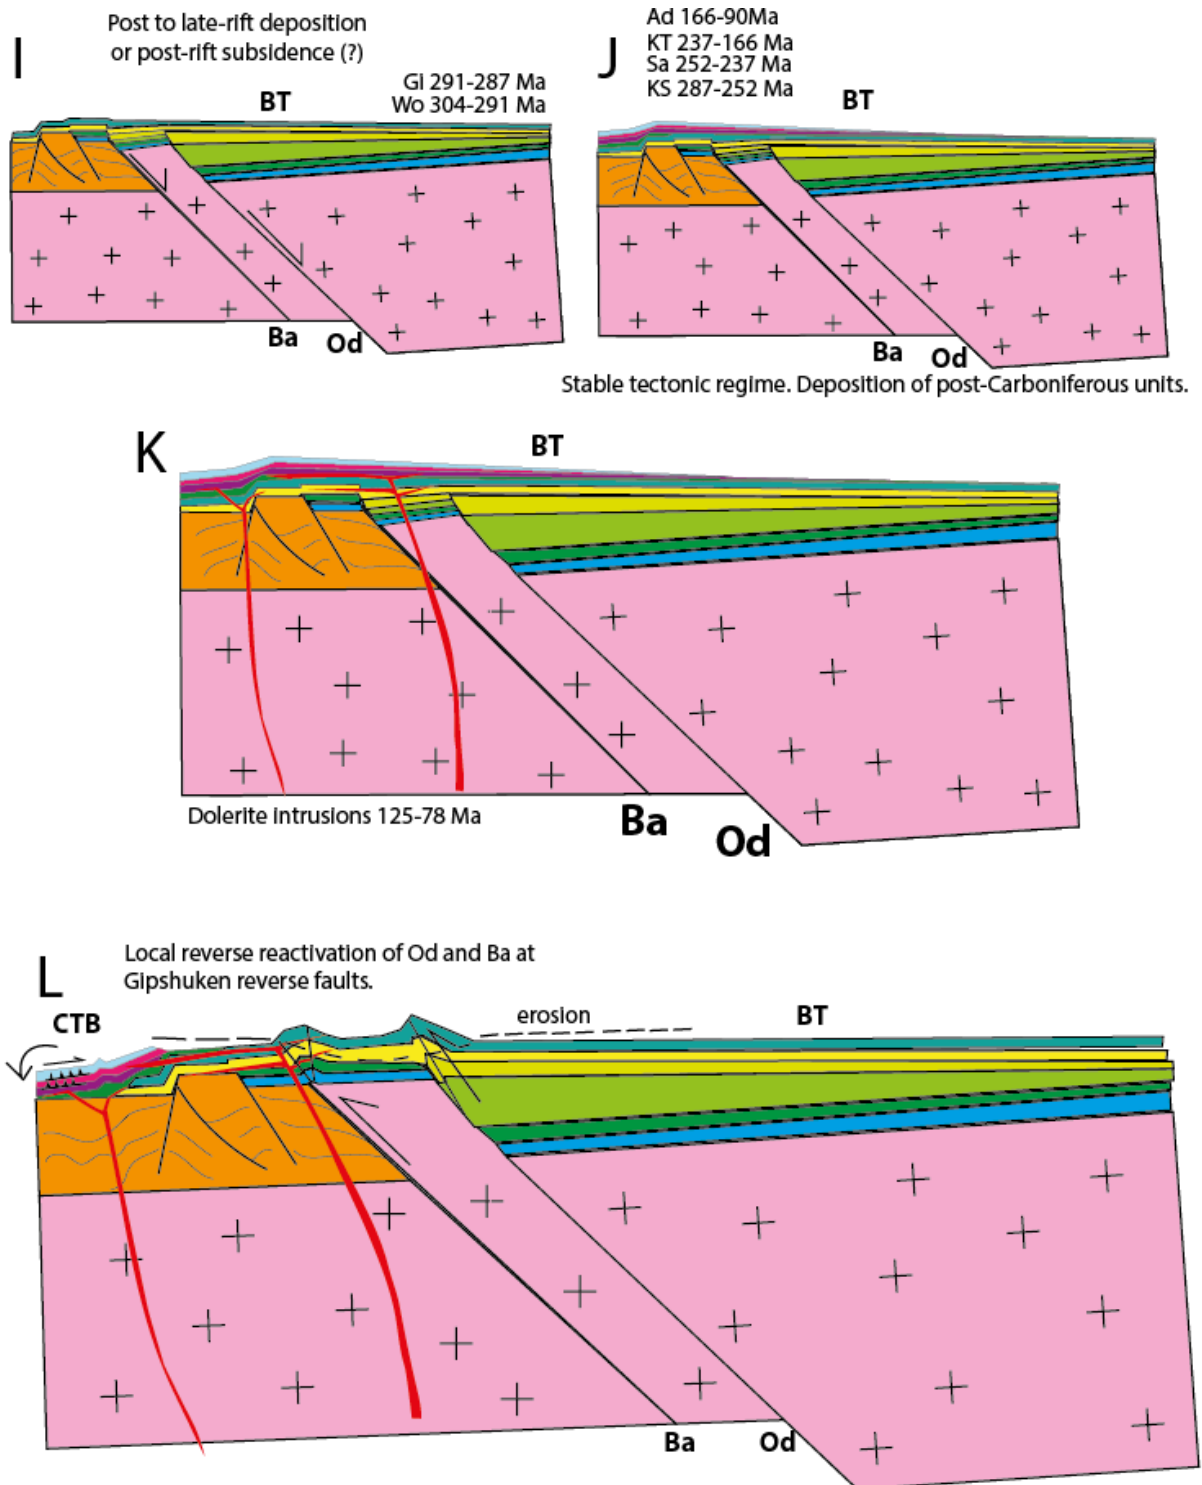 I
Post to late-rift deposition
or post-rift subsidence (?)
Gl 291-287 Ma
Wo 304-291 Ma
BT
Ba
Od
J
Ad 166-90Ma
KT 237-166 Ma
Sa 252-237 Ma
KS 287-252 Ma
BT
Ba
Od
Stable tectonic regime. Deposition of post-Carboniferous units.
K
BT
Dolerite intrusions 125-78 Ma
Ba
Od
L
Local reverse reactivation of Od and Ba at
Gipshuken reverse faults.
CTB
erosion
BT
Ba
Od